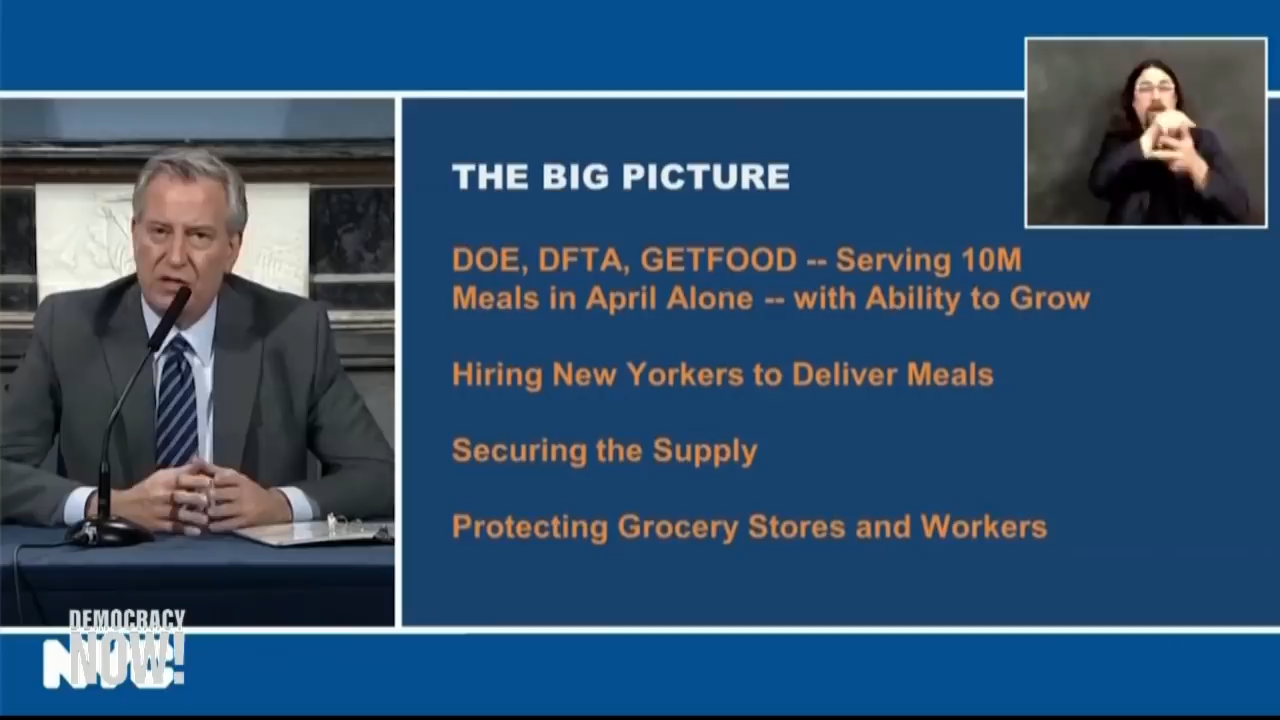 THE BIG PICTURE
DOE, DFTA, GETFOOD -- Serving 10M
Meals in April Alone -- with Ability to Grow
Hiring New Yorkers to Deliver Meals
Securing the Supply
Protecting Grocery Stores and Workers
DEMOCRACY
NOW!